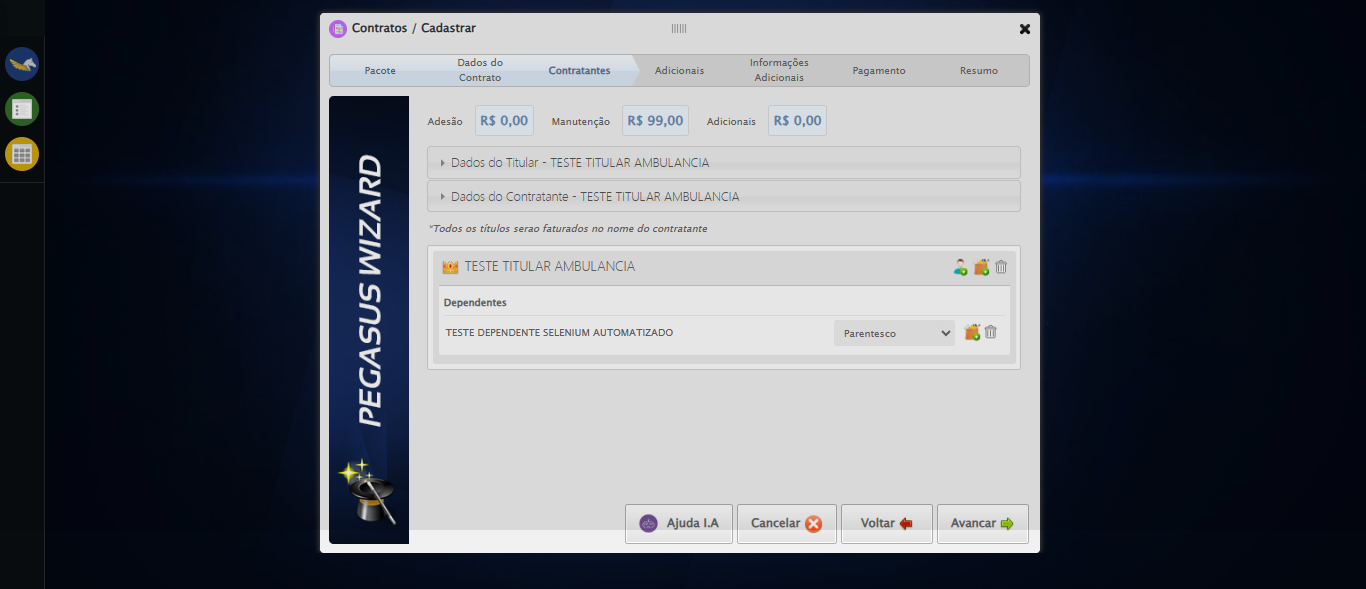 Contratos / Cadastrar
Pacote
Dados do
Contrato
Contratantes
Adicionais
Informações
Adicionais
Pagamento
Resumo
PEGASUS WIZARD
Adesão R$ 0,00 Manutenção R$ 99,00 Adicionais R$ 0,00
Dados do Titular - TESTE TITULAR AMBULANCIA
Dados do Contratante - TESTE TITULAR AMBULANCIA
*Todos os títulos serao faturados no nome do contratante
TESTE TITULAR AMBULANCIA
Dependentes
TESTE DEPENDENTE SELENIUM AUTOMATIZADO Parentesco
Ajuda I.A Cancelar Voltar Avancar